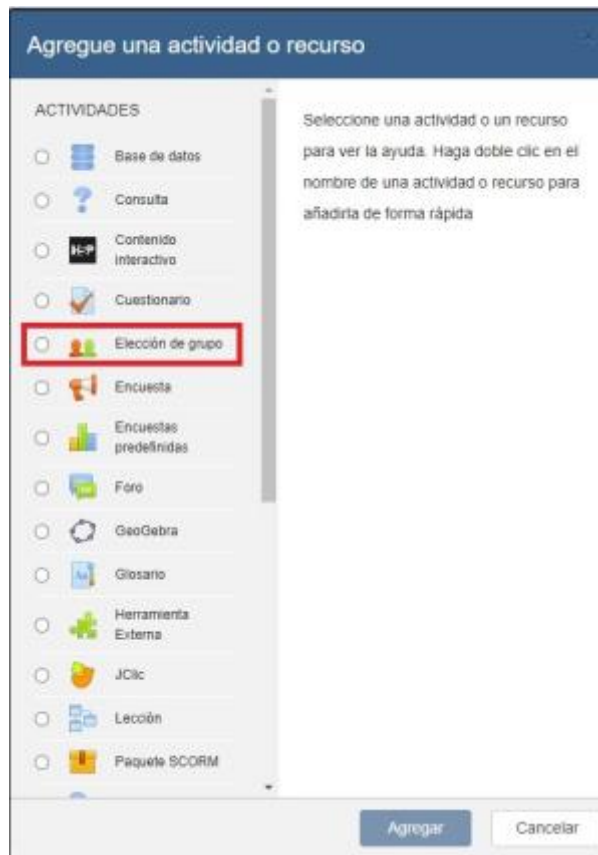 Agregue una actividad o recurso
ACTIVIDADES
Base de datos
Consulta
H5P
Contenido
interactivo
Cuestionario
Elección de grupo
Encuesta
Encuestas
predefinidas
Foro
GeoGebra
Glosario
Herramienta
Externa
JClic
Lección
Paquete SCORM
Seleccione una actividad o un recurso
para ver la ayuda. Haga doble clic en el
nombre de una actividad o recurso para
añadirla de forma rápida
Agregar
Cancelar